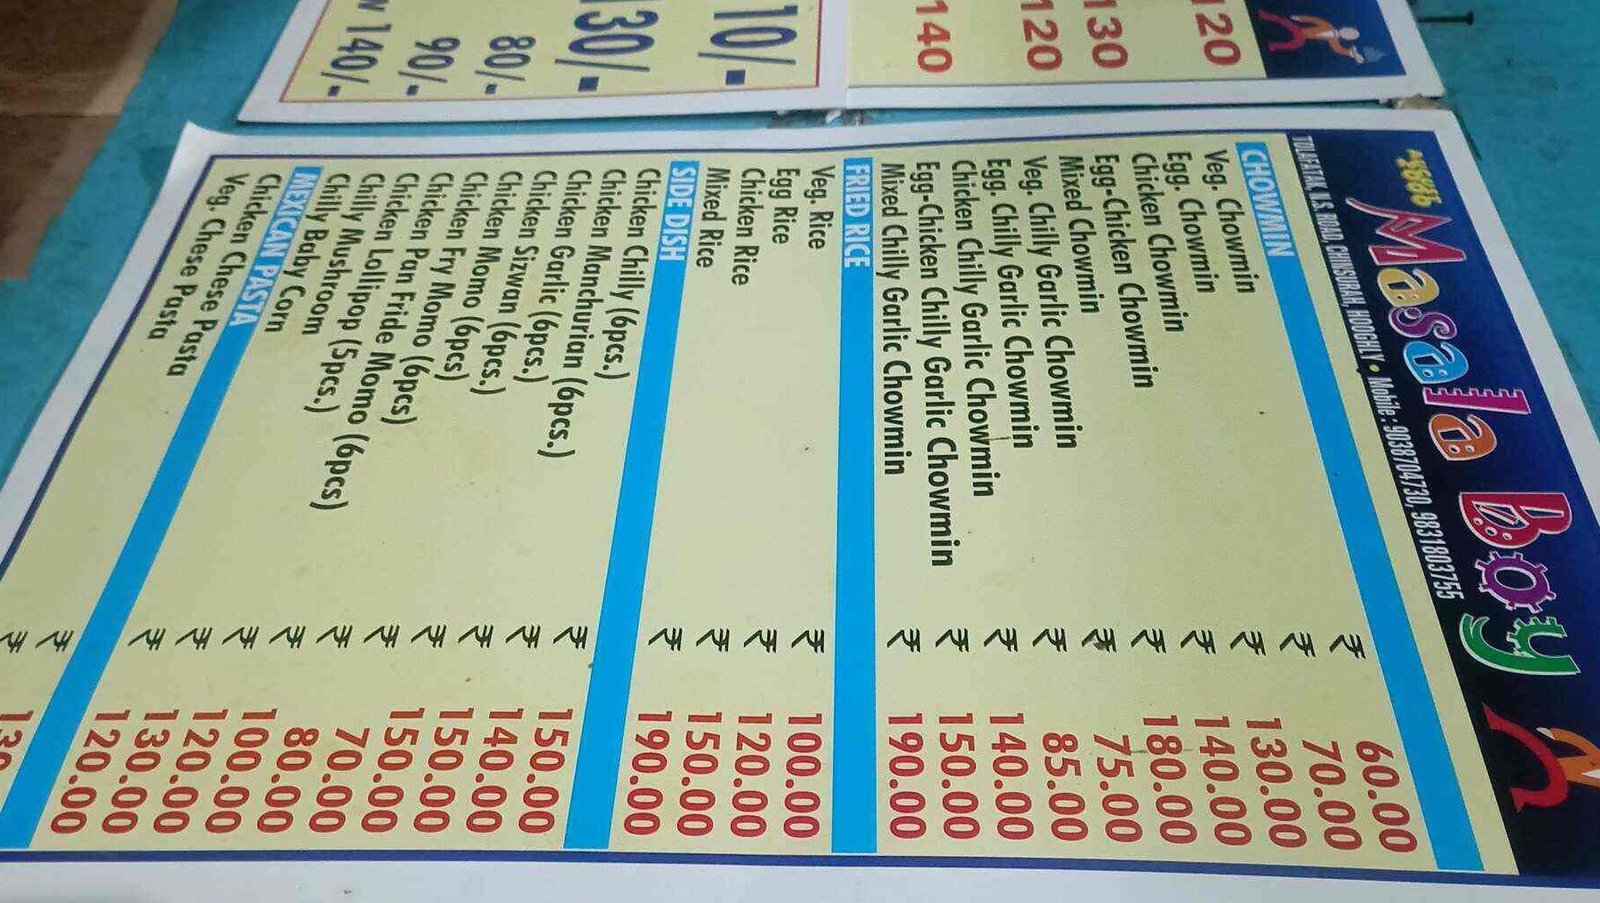 Masala Boy
TOLAFATAK, K.S. ROAD, CHINSURAH, HOOGHLY • Mobile : 9038704730, 9831803755
CHOWMIN
Veg. Chowmin ₹ 60.00
Egg. Chowmin ₹ 70.00
Chicken Chowmin ₹ 130.00
Egg-Chicken Chowmin ₹ 140.00
Mixed Chowmin ₹ 180.00
Veg. Chilly Garlic Chowmin ₹ 75.00
Egg. Chilly Garlic Chowmin ₹ 85.00
Chicken Chilly Garlic Chowmin ₹ 140.00
Egg-Chicken Chilly Garlic Chowmin ₹ 150.00
Mixed Chilly Garlic Chowmin ₹ 190.00
FRIED RICE
Veg. Rice ₹ 100.00
Egg Rice ₹ 120.00
Chicken Rice ₹ 150.00
Mixed Rice ₹ 190.00
SIDE DISH
Chicken Chilly (6pcs.) ₹ 150.00
Chicken Manchurian (6pcs.) ₹ 140.00
Chicken Garlic (6pcs.) ₹ 150.00
Chicken Sizwan (6pcs.) ₹ 150.00
Chicken Momo (6pcs.) ₹ 70.00
Chicken Fry Momo (6pcs) ₹ 80.00
Chicken Pan Fride Momo (6pcs) ₹ 100.00
Chicken Lollipop (5pcs.) ₹ 120.00
Chilly Mushroom ₹ 130.00
Chilly Baby Corn ₹ 120.00
MEXICAN PASTA
Chicken Chese Pasta ₹ 130
Veg. Chese Pasta ₹
120
130
120
140
10/-
130/-
80/-
90/-
140/-